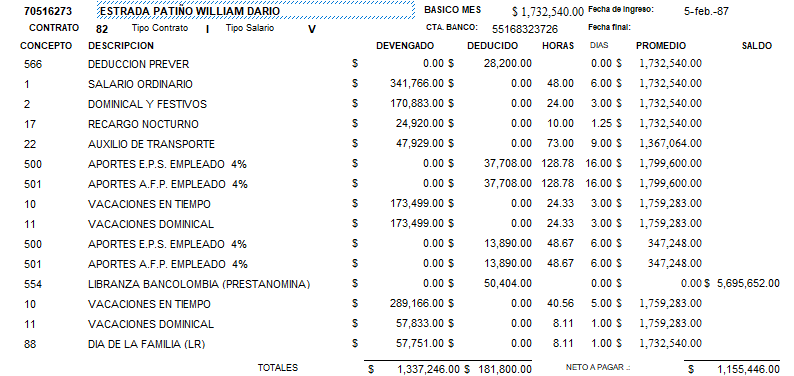 70516273 ESTRADA PATIÑO WILLIAM DARIO BASICO MES $ 1,732,540.00 Fecha de Ingreso: 5-feb.-87
CONTRATO 82 Tipo Contrato I Tipo Salario V CTA. BANCO: 55168323726 Fecha final:
CONCEPTO DESCRIPCION DEVENGADO DEDUCIDO HORAS DIAS PROMEDIO SALDO
566 DEDUCCION PREVER $ 0.00 $ 28,200.00 0.00 $ 1,732,540.00
1 SALARIO ORDINARIO $ 341,766.00 $ 0.00 48.00 6.00 $ 1,732,540.00
2 DOMINICAL Y FESTIVOS $ 170,883.00 $ 0.00 24.00 3.00 $ 1,732,540.00
17 RECARGO NOCTURNO $ 24,920.00 $ 0.00 10.00 1.25 $ 1,732,540.00
22 AUXILIO DE TRANSPORTE $ 47,929.00 $ 0.00 73.00 9.00 $ 1,367,064.00
500 APORTES E.P.S. EMPLEADO 4% $ 0.00 $ 37,708.00 128.78 16.00 $ 1,799,600.00
501 APORTES A.F.P. EMPLEADO 4% $ 0.00 $ 37,708.00 128.78 16.00 $ 1,799,600.00
10 VACACIONES EN TIEMPO $ 173,499.00 $ 0.00 24.33 3.00 $ 1,759,283.00
11 VACACIONES DOMINICAL $ 173,499.00 $ 0.00 24.33 3.00 $ 1,759,283.00
500 APORTES E.P.S. EMPLEADO 4% $ 0.00 $ 13,890.00 48.67 6.00 $ 347,248.00
501 APORTES A.F.P. EMPLEADO 4% $ 0.00 $ 13,890.00 48.67 6.00 $ 347,248.00
554 LIBRANZA BANCOLOMBIA (PRESTANOMINA) $ 0.00 $ 50,404.00 0.00 $ 0.00 $ 5,695,652.00
10 VACACIONES EN TIEMPO $ 289,166.00 $ 0.00 40.56 5.00 $ 1,759,283.00
11 VACACIONES DOMINICAL $ 57,833.00 $ 0.00 8.11 1.00 $ 1,759,283.00
88 DIA DE LA FAMILIA (LR) $ 57,751.00 $ 0.00 8.11 1.00 $ 1,732,540.00
TOTALES $ 1,337,246.00 $ 181,800.00 NETO A PAGAR .: $ 1,155,446.00